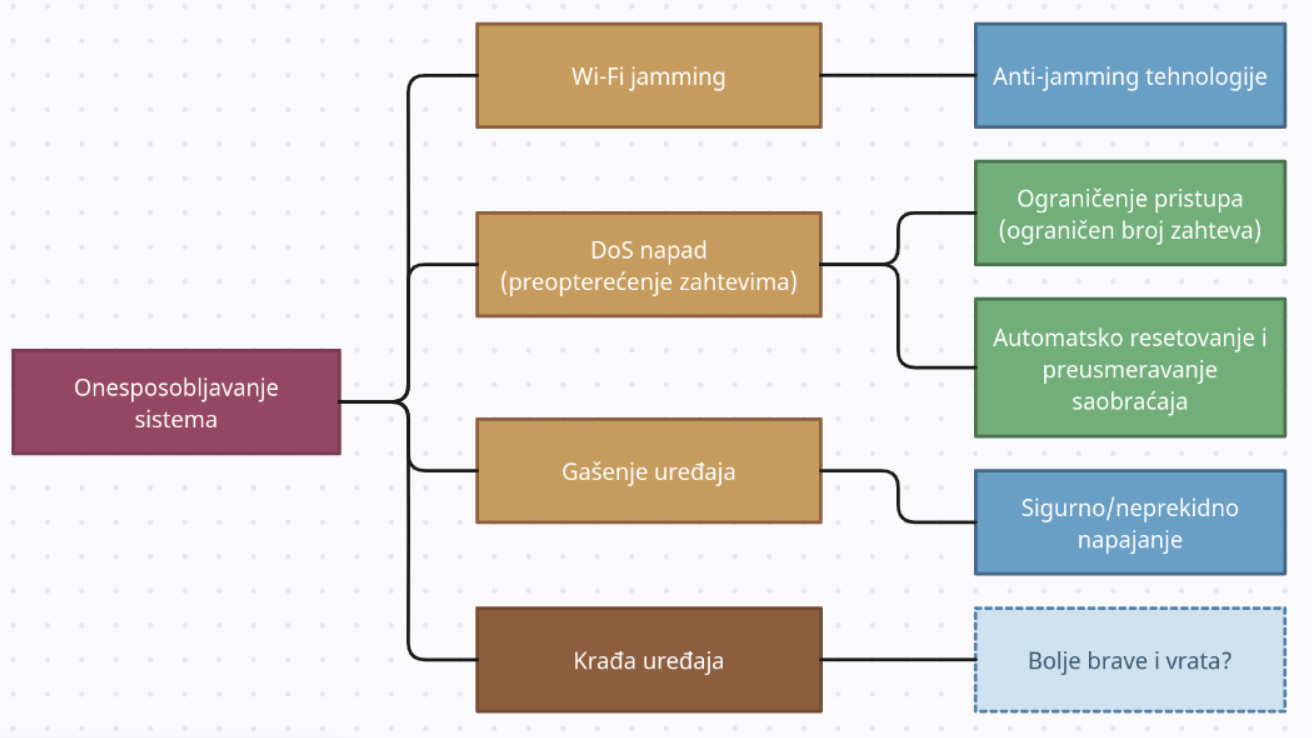 Wi-Fi jamming
Anti-jamming tehnologije
Ograničenje pristupa
(ograničen broj zahteva)
DoS napad
(preopterećenje zahtevima)
Automatsko resetovanje i
preusmeravanje
saobraćaja
Onesposobljavanje
sistema
Gašenje uređaja
Sigurno/neprekidno
napajanje
Krađa uređaja
Bolje brave i vrata?